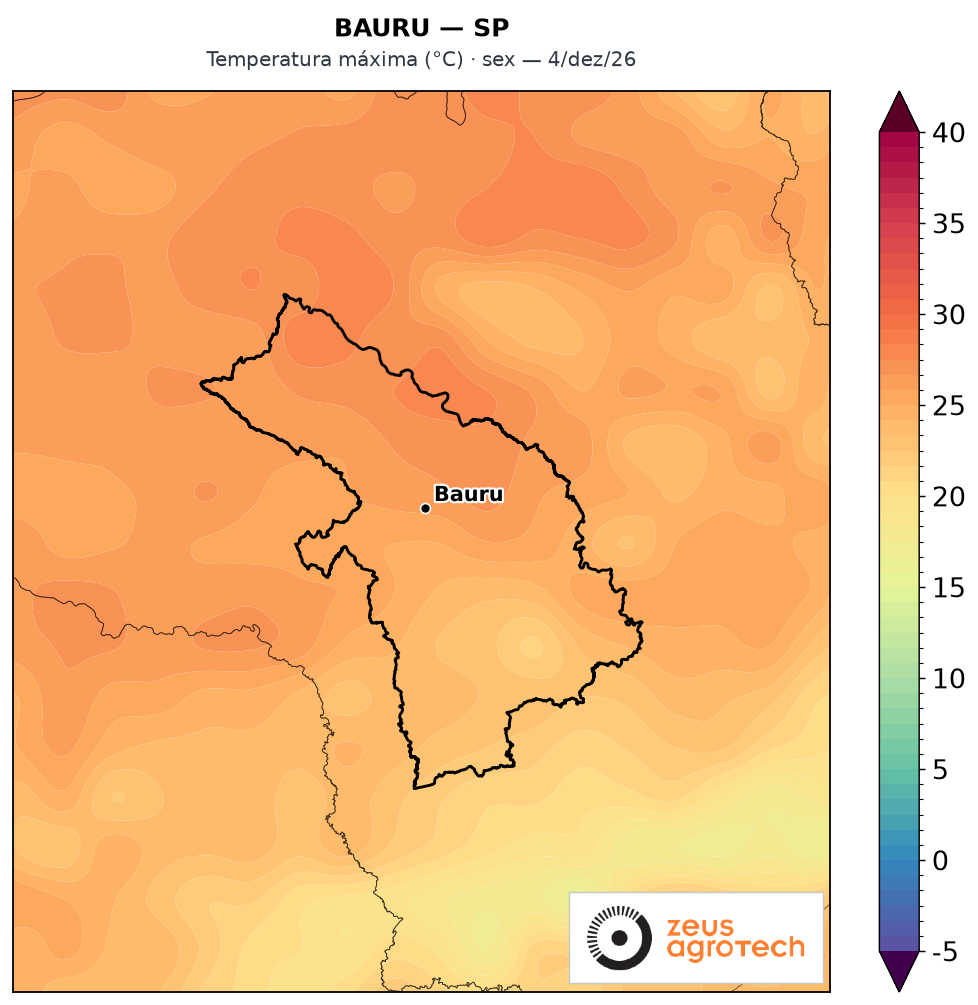 BAURU — SP
Temperatura máxima (°C) · sex — 4/dez/26
40
35
30
25
20
15
10
5
0
-5
Bauru
zeus
agrotech